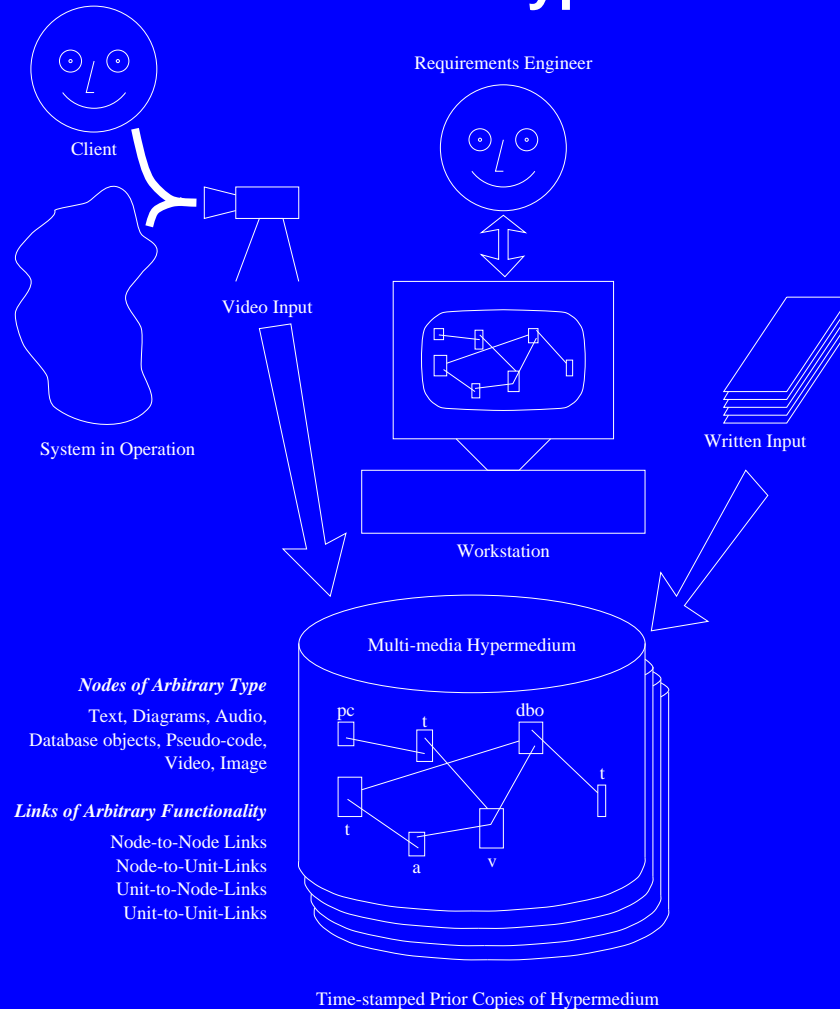 Requirements Engineer
Client
Video Input
System in Operation
Written Input
Workstation
Multi-media Hypermedium
Nodes of Arbitrary Type
Text, Diagrams, Audio,
Database objects, Pseudo-code,
Video, Image
Links of Arbitrary Functionality
Node-to-Node Links
Node-to-Unit-Links
Unit-to-Node-Links
Unit-to-Unit-Links
pc
t
dbo
t
t
a
v
Time-stamped Prior Copies of Hypermedium